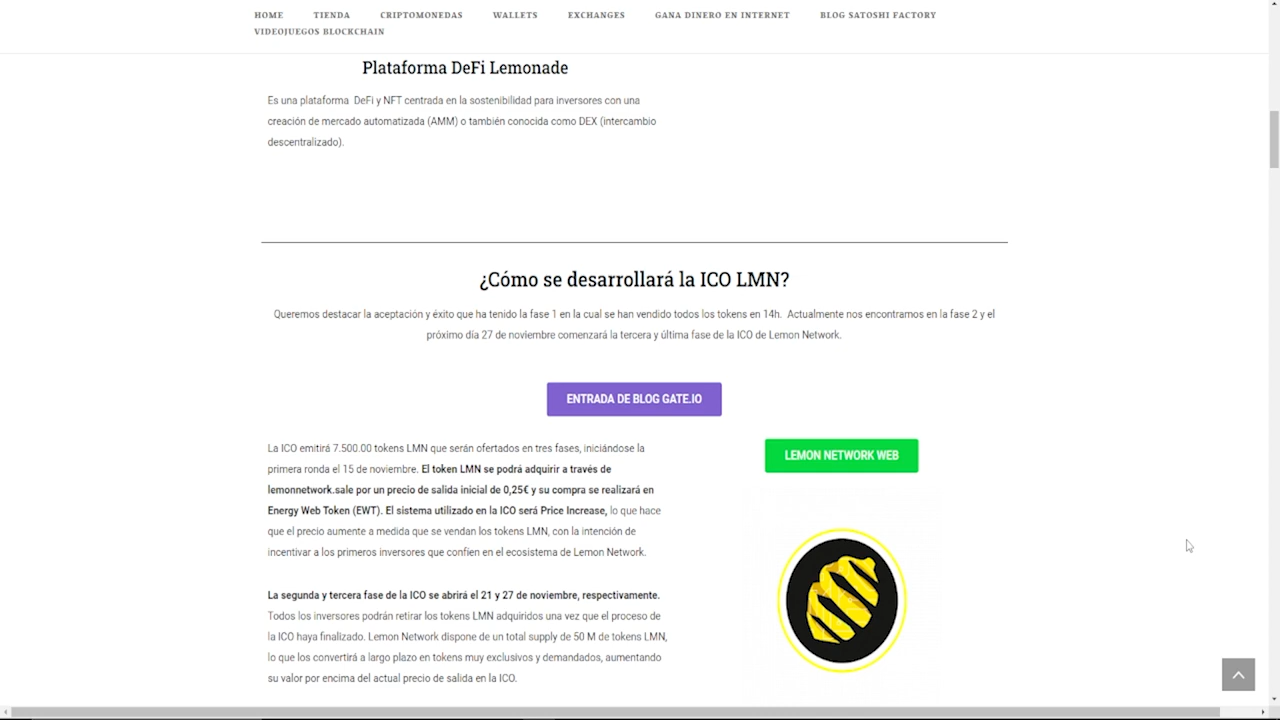 HOME TIENDA CRIPTOMONEDAS WALLETS EXCHANGES GANA DINERO EN INTERNET BLOG SATOSHI FACTORY
VIDEOJUEGOS BLOCKCHAIN
Plataforma DeFi Lemonade
Es una plataforma DeFi y NFT centrada en la sostenibilidad para inversores con una
creación de mercado automatizada (AMM) o también conocida como DEX (intercambio
descentralizado).
¿Cómo se desarrollará la ICO LMN?
Queremos destacar la aceptación y éxito que ha tenido la fase 1 en la cual se han vendido todos los tokens en 14h. Actualmente nos encontramos en la fase 2 y el
próximo día 27 de noviembre comenzará la tercera y última fase de la ICO de Lemon Network.
ENTRADA DE BLOG GATE.IO
La ICO emitirá 7.500.00 tokens LMN que serán ofertados en tres fases, iniciándose la
primera ronda el 15 de noviembre. El token LMN se podrá adquirir a través de
lemonnetwork.sale por un precio de salida inicial de 0,25€ y su compra se realizará en
Energy Web Token (EWT). El sistema utilizado en la ICO será Price Increase, lo que hace
que el precio aumente a medida que se vendan los tokens LMN, con la intención de
incentivar a los primeros inversores que confíen en el ecosistema de Lemon Network.
La segunda y tercera fase de la ICO se abrirá el 21 y 27 de noviembre, respectivamente.
Todos los inversores podrán retirar los tokens LMN adquiridos una vez que el proceso de
la ICO haya finalizado. Lemon Network dispone de un total supply de 50 M de tokens LMN,
lo que los convertirá a largo plazo en tokens muy exclusivos y demandados, aumentando
su valor por encima del actual precio de salida en la ICO.
LEMON NETWORK WEB